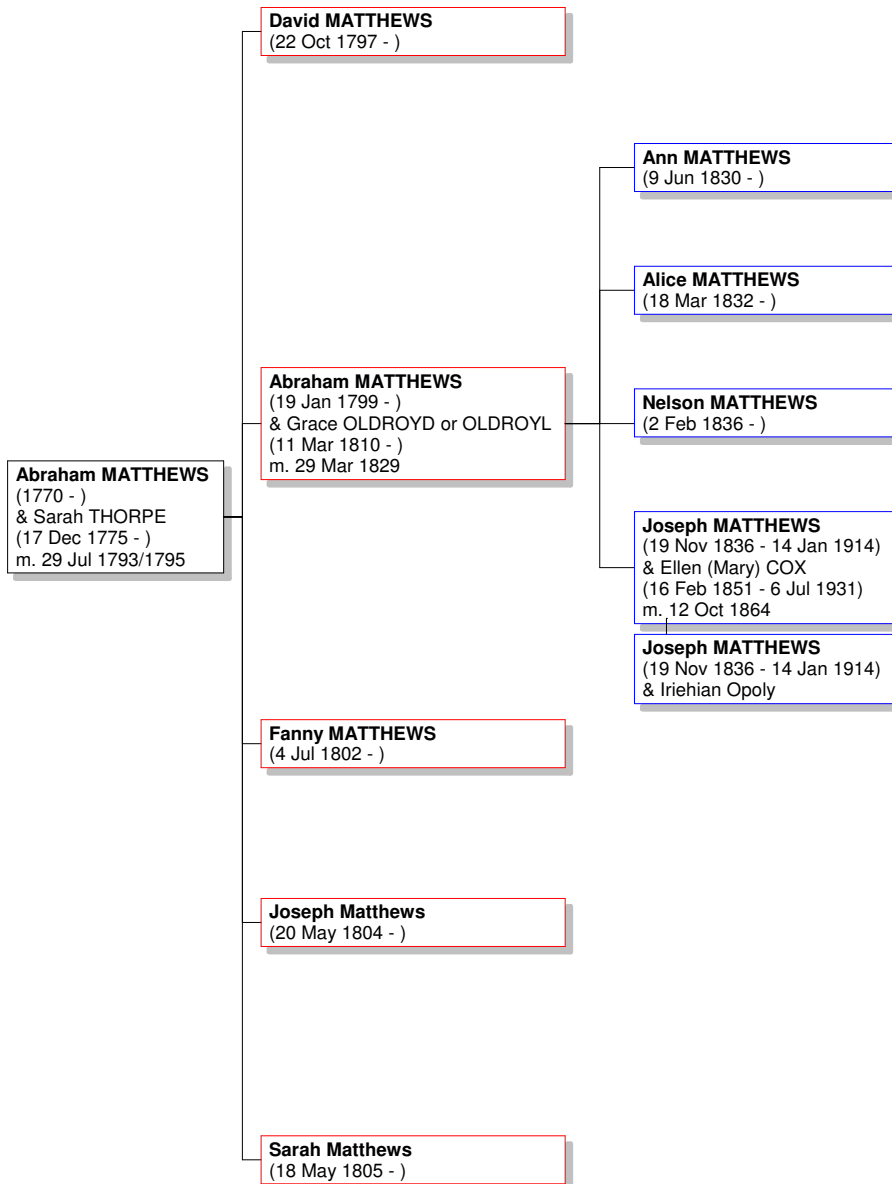 David MATTHEWS
(22 Oct 1797 - )
Ann MATTHEWS
(9 Jun 1830 - )
Alice MATTHEWS
(18 Mar 1832 - )
Abraham MATTHEWS
(19 Jan 1799 - )
& Grace OLDROYD or OLDROYL
(11 Mar 1810 - )
m. 29 Mar 1829
Nelson MATTHEWS
(2 Feb 1836 - )
Abraham MATTHEWS
(1770 - )
& Sarah THORPE
(17 Dec 1775 - )
m. 29 Jul 1793/1795
Joseph MATTHEWS
(19 Nov 1836 - 14 Jan 1914)
& Ellen (Mary) COX
(16 Feb 1851 - 6 Jul 1931)
m. 12 Oct 1864
Joseph MATTHEWS
(19 Nov 1836 - 14 Jan 1914)
& Iriehian Opoly
Fanny MATTHEWS
(4 Jul 1802 - )
Joseph Matthews
(20 May 1804 - )
Sarah Matthews
(18 May 1805 - )